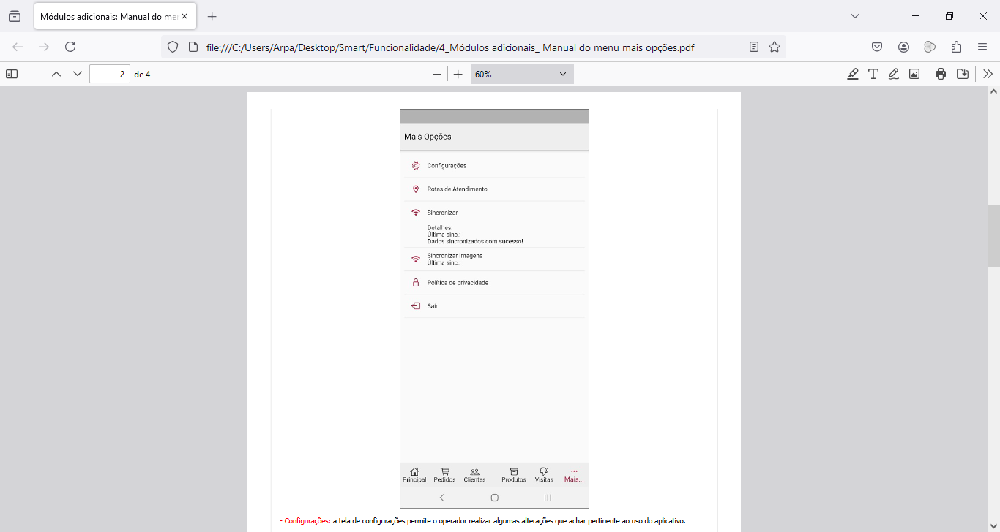 Módulos adicionais: Manual do me
file:///C:/Users/Arpa/Desktop/Smart/Funcionalidade/4_Módulos adicionais_ Manual do menu mais opções.pdf
2 de 4
60%
Mais Opções
Configurações
Rotas de Atendimento
Sincronizar
Detalhes:
Última sinc.:
Dados sincronizados com sucesso!
Sincronizar Imagens
Última sinc.:
Política de privacidade
Sair
Principal Pedidos Clientes Produtos Visitas Mais...
- Configurações: a tela de configurações permite o operador realizar algumas alterações que achar pertinente ao uso do aplicativo.